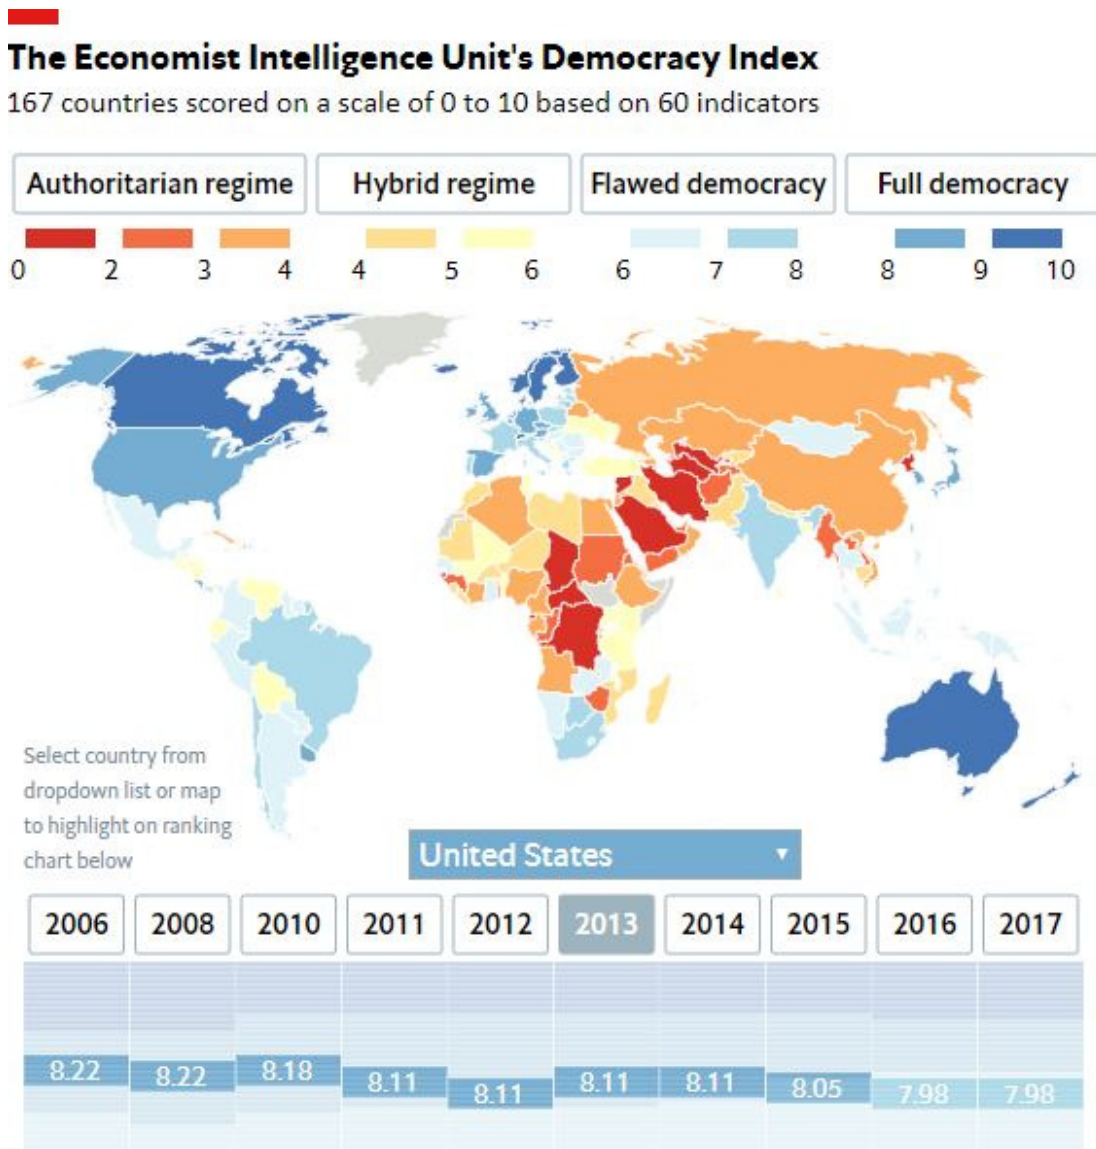 The Economist Intelligence Unit's Democracy Index
167 countries scored on a scale of 0 to 10 based on 60 indicators
Authoritarian regime Hybrid regime Flawed democracy Full democracy
0 2 3 4 4 5 6 6 7 8 8 9 10
Select country from
dropdown list or map
to highlight on ranking
chart below
United States
2006 2008 2010 2011 2012 2013 2014 2015 2016 2017
8.22 8.22 8.18 8.11 8.11 8.11 8.11 8.05 7.98 7.98